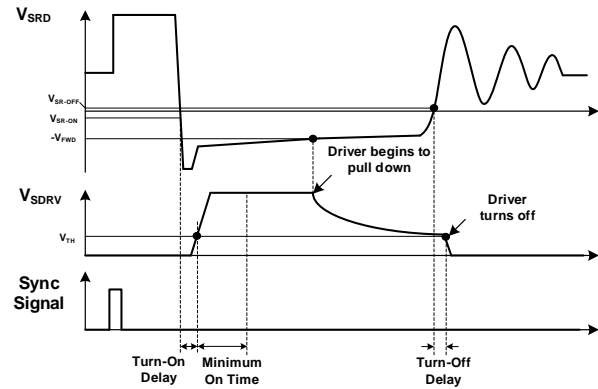 VSRD
VSR-OFF
VSR-ON
-VFWD
Driver begins to
pull down
VSDRV
Driver
turns off
VTH
Sync
Signal
Turn-On
Delay
Minimum
On Time
Turn-Off
Delay